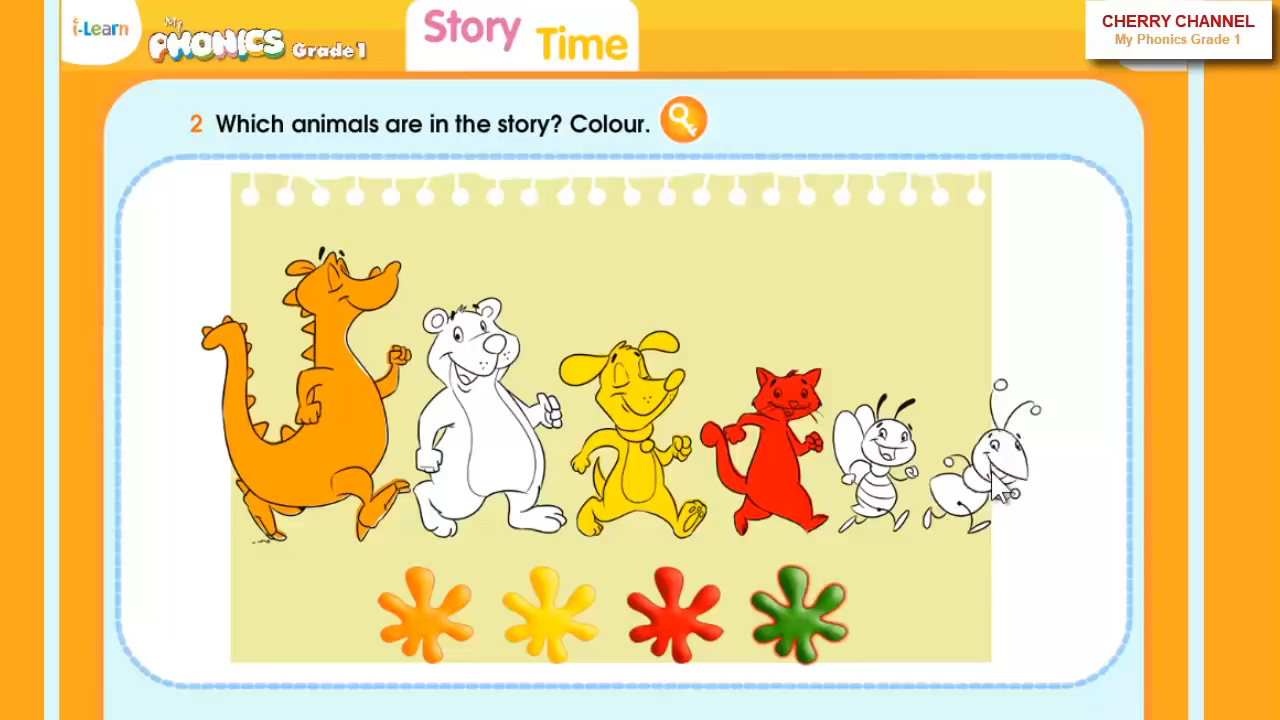 i-Learn
My
PHONICS Grade 1
Story
Time
CHERRY CHANNEL
My Phonics Grade 1
2 Which animals are in the story? Colour.